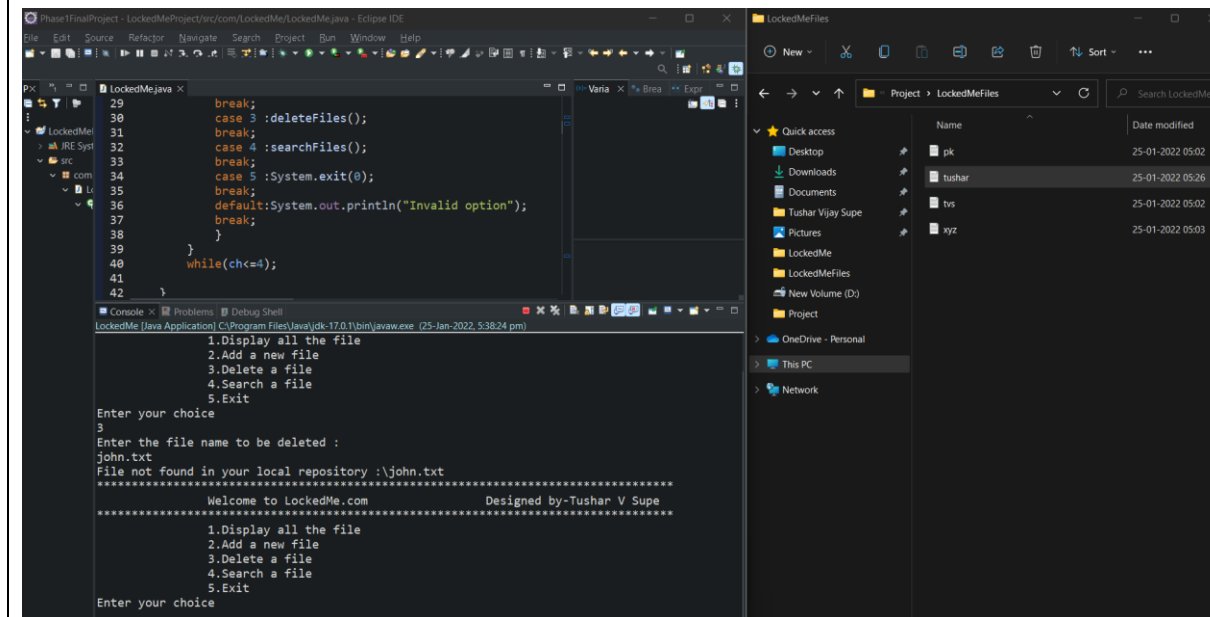 Phase1FinalProject - LockedMeProject/src/com/LockedMe/LockedMe.java - Eclipse IDE
File Edit Source Refactor Navigate Search Project Run Window Help
LockedMe.java
LockedMe
JRE Syst
src
com
29 break;
30 case 3 :deleteFiles();
31 break;
32 case 4 :searchFiles();
33 break;
34 case 5 :System.exit(0);
35 break;
36 default:System.out.println("Invalid option");
37 break;
38 }
39 }
40 while(ch<=4);
41
42 }
Varia Brea Expr
Console Problems Debug Shell
LockedMe [Java Application] C:\Program Files\Java\jdk-17.0.1\bin\javaw.exe (25-Jan-2022, 5:38:24 pm)
1.Display all the file
2.Add a new file
3.Delete a file
4.Search a file
5.Exit
Enter your choice
3
Enter the file name to be deleted :
john.txt
File not found in your local repository :\john.txt
********************************************************************************
Welcome to LockedMe.com Designed by-Tushar V Supe
********************************************************************************
1.Display all the file
2.Add a new file
3.Delete a file
4.Search a file
5.Exit
Enter your choice
LockedMeFiles
New Sort
Project > LockedMeFiles Search LockedMe
Quick access
Desktop
Downloads
Documents
Tushar Vijay Supe
Pictures
LockedMe
LockedMeFiles
New Volume (D:)
Project
OneDrive - Personal
This PC
Network
Name Date modified
pk 25-01-2022 05:02
tushar 25-01-2022 05:26
tvs 25-01-2022 05:02
xyz 25-01-2022 05:03